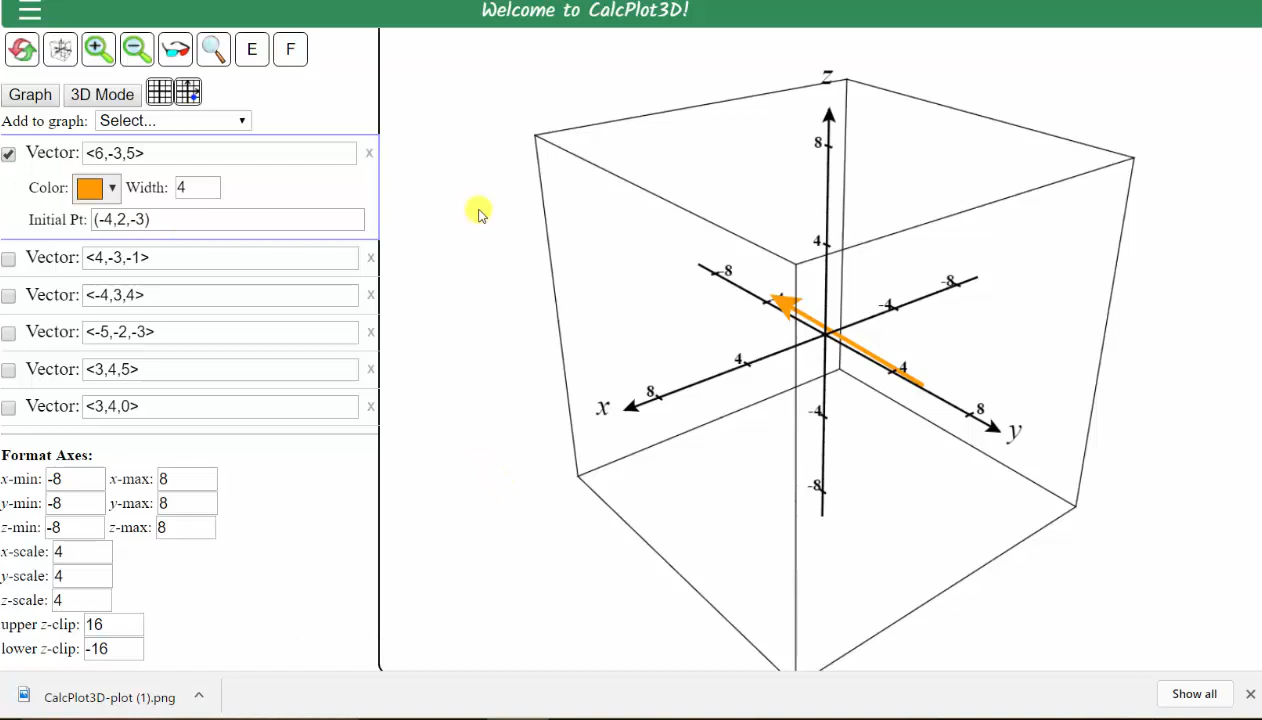 Welcome to CalcPlot3D!
E F
Graph 3D Mode
Add to graph: Select...
Vector: <6,-3,5> x
Color: Width: 4
Initial Pt: (-4,2,-3)
Vector: <4,-3,-1> x
Vector: <-4,3,4> x
Vector: <-5,-2,-3> x
Vector: <3,4,5> x
Vector: <3,4,0> x
Format Axes:
x-min: -8 x-max: 8
y-min: -8 y-max: 8
z-min: -8 z-max: 8
x-scale: 4
y-scale: 4
z-scale: 4
upper z-clip: 16
lower z-clip: -16
z
8
4
-8
-8
-4
4
4
8
8
x
-4
y
-8
CalcPlot3D-plot (1).png
Show all